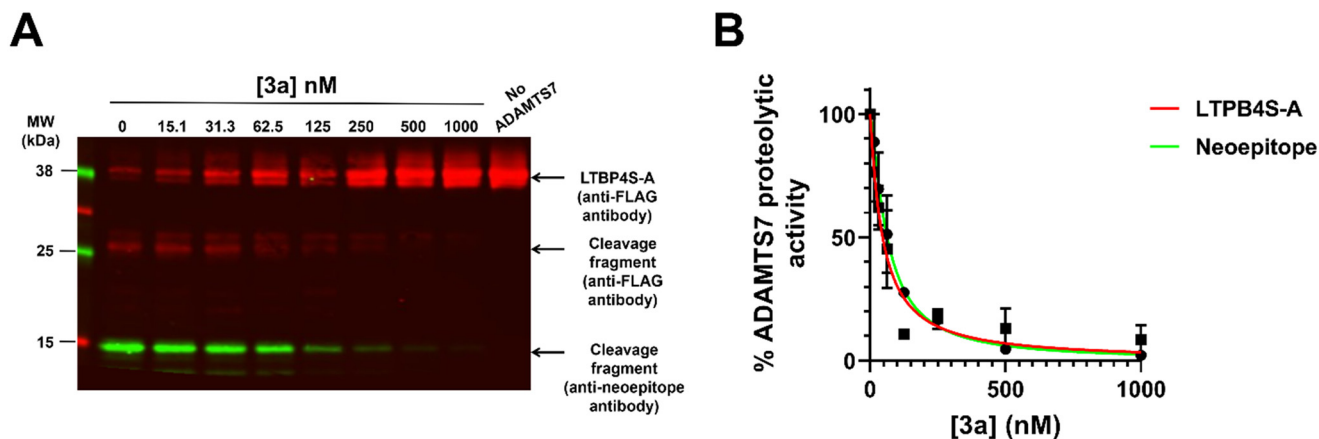 A
[3a] nM
MW
(kDa)
0 15.1 31.3 62.5 125 250 500 1000 No ADAMTS7
38
25
15
LTBP4S-A
(anti-FLAG
antibody)
Cleavage
fragment
(anti-FLAG
antibody)
Cleavage
fragment
(anti-neoepitope
antibody)
B
% ADAMTS7 proteolytic
activity
100
50
0
0 500 1000
[3a] (nM)
LTPB4S-A
Neoepitope